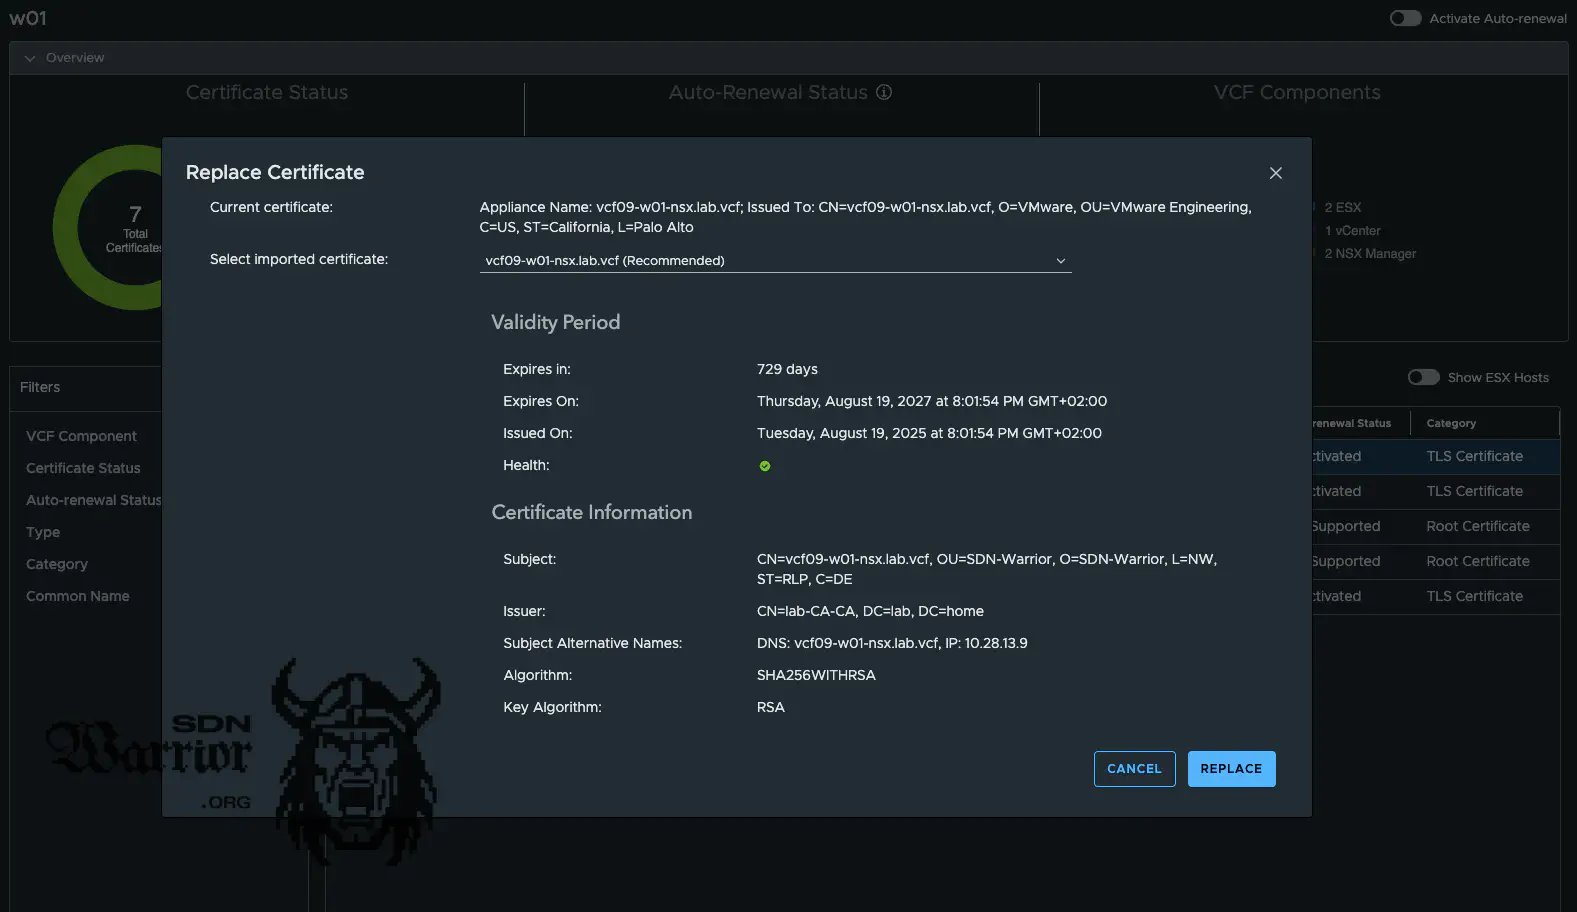 w01
Activate Auto-renewal
Overview
Certificate Status
Auto-Renewal Status
VCF Components
7
Total
Certificates
2 ESX
1 vCenter
2 NSX Manager
Replace Certificate
Current certificate:
Appliance Name: vcf09-w01-nsx.lab.vcf; Issued To: CN=vcf09-w01-nsx.lab.vcf, O=VMware, OU=VMware Engineering,
C=US, ST=California, L=Palo Alto
Select imported certificate:
vcf09-w01-nsx.lab.vcf (Recommended)
Validity Period
Expires in:
729 days
Expires On:
Thursday, August 19, 2027 at 8:01:54 PM GMT+02:00
Issued On:
Tuesday, August 19, 2025 at 8:01:54 PM GMT+02:00
Health:
Certificate Information
Subject:
CN=vcf09-w01-nsx.lab.vcf, OU=SDN-Warrior, O=SDN-Warrior, L=NW,
ST=RLP, C=DE
Issuer:
CN=lab-CA-CA, DC=lab, DC=home
Subject Alternative Names:
DNS: vcf09-w01-nsx.lab.vcf, IP: 10.28.13.9
Algorithm:
SHA256WITHRSA
Key Algorithm:
RSA
CANCEL
REPLACE
Filters
VCF Component
Certificate Status
Auto-renewal Status
Type
Category
Common Name
Show ESX Hosts
renewal Status
Category
ctivated
TLS Certificate
ctivated
TLS Certificate
Supported
Root Certificate
Supported
Root Certificate
ctivated
TLS Certificate
SDN
Warrior
.ORG